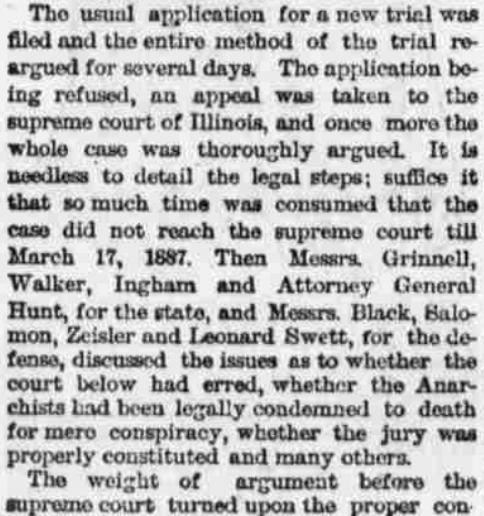 The usual application for a new trial was
filed and the entire method of the trial re-
argued for several days. The application be-
ing refused, an appeal was taken to the
supreme court of Illinois, and once more the
whole case was thoroughly argued. It is
needless to detail the legal steps; suffice it
that so much time was consumed that the
case did not reach the supreme court till
March 17, 1887. Then Messrs. Grinnell,
Walker, Ingham and Attorney General
Hunt, for the state, and Messrs. Black, Salo-
mon, Zeisler and Leonard Swett, for the de-
fense, discussed the issues as to whether the
court below had erred, whether the Anar-
chists had been legally condemned to death
for mere conspiracy, whether the jury was
properly constituted and many others.
The weight of argument before the
supreme court turned upon the proper con-